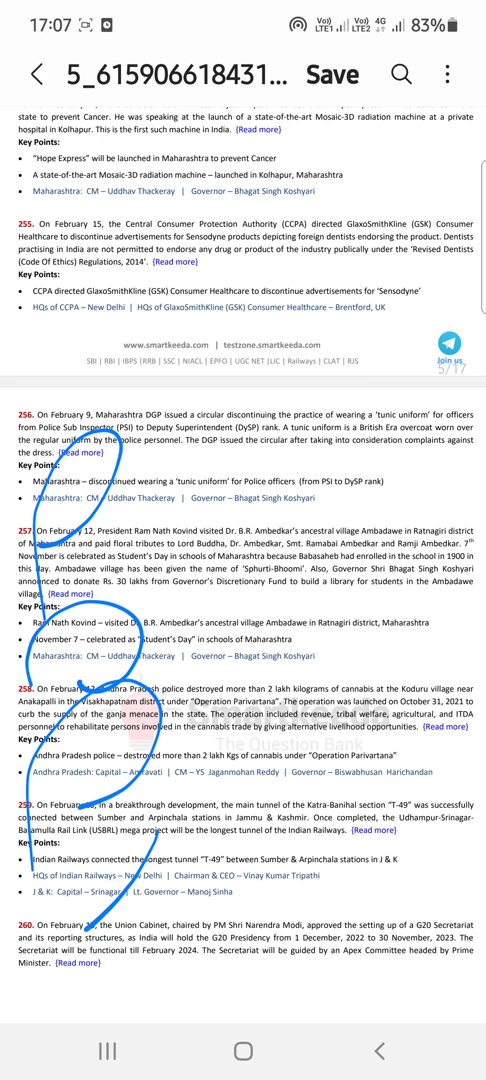 17:07
Vo)) LTE1 Vo)) LTE2 4G 83%
5_615906618431... Save
state to prevent Cancer. He was speaking at the launch of a state-of-the-art Mosaic-3D radiation machine at a private
hospital in Kolhapur. This is the first such machine in India. {Read more}
Key Points:
• “Hope Express” will be launched in Maharashtra to prevent Cancer
• A state-of-the-art Mosaic-3D radiation machine – launched in Kolhapur, Maharashtra
• Maharashtra: CM – Uddhav Thackeray | Governor – Bhagat Singh Koshyari
255. On February 15, the Central Consumer Protection Authority (CCPA) directed GlaxoSmithKline (GSK) Consumer
Healthcare to discontinue advertisements for Sensodyne products depicting foreign dentists endorsing the product. Dentists
practising in India are not permitted to endorse any drug or product of the industry publically under the ‘Revised Dentists
(Code Of Ethics) Regulations, 2014’. {Read more}
Key Points:
• CCPA directed GlaxoSmithKline (GSK) Consumer Healthcare to discontinue advertisements for ‘Sensodyne’
• HQs of CCPA – New Delhi | HQs of GlaxoSmithKline (GSK) Consumer Healthcare – Brentford, UK
www.smartkeeda.com | testzone.smartkeeda.com
SBI | RBI | IBPS |RRB | SSC | NIACL | EPFO | UGC NET |LIC | Railways | CLAT | RJS
Join us
5/17
256. On February 9, Maharashtra DGP issued a circular discontinuing the practice of wearing a ‘tunic uniform’ for officers
from Police Sub Inspector (PSI) to Deputy Superintendent (DySP) rank. A tunic uniform is a British Era overcoat worn over
the regular uniform by the police personnel. The DGP issued the circular after taking into consideration complaints against
the dress. {Read more}
Key Points:
• Maharashtra – discontinued wearing a ‘tunic uniform’ for Police officers (from PSI to DySP rank)
• Maharashtra: CM – Uddhav Thackeray | Governor – Bhagat Singh Koshyari
257. On February 12, President Ram Nath Kovind visited Dr. B.R. Ambedkar’s ancestral village Ambadawe in Ratnagiri district
of Maharashtra and paid floral tributes to Lord Buddha, Dr. Ambedkar, Smt. Ramabai Ambedkar and Ramji Ambedkar. 7th
November is celebrated as Student’s Day in schools of Maharashtra because Babasaheb had enrolled in the school in 1900 in
this day. Ambadawe village has been given the name of ‘Sphurti-Bhoomi’. Also, Governor Shri Bhagat Singh Koshyari
announced to donate Rs. 30 lakhs from Governor’s Discretionary Fund to build a library for students in the Ambadawe
village. {Read more}
Key Points:
• Ram Nath Kovind – visited Dr. B.R. Ambedkar’s ancestral village Ambadawe in Ratnagiri district, Maharashtra
• November 7 – celebrated as “Student’s Day” in schools of Maharashtra
• Maharashtra: CM – Uddhav Thackeray | Governor – Bhagat Singh Koshyari
258. On February 12, Andhra Pradesh police destroyed more than 2 lakh kilograms of cannabis at the Koduru village near
Anakapalli in the Visakhapatnam district under “Operation Parivartana”. The operation was launched on October 31, 2021 to
curb the supply of the ganja menace in the state. The operation included revenue, tribal welfare, agricultural, and ITDA
personnel to rehabilitate persons involved in the cannabis trade by giving alternative livelihood opportunities. {Read more}
Smartkeeda
The Question Bank
Key Points:
• Andhra Pradesh police – destroyed more than 2 lakh Kgs of cannabis under “Operation Parivartana”
• Andhra Pradesh: Capital – Amravati | CM – YS Jaganmohan Reddy | Governor – Biswabhusan Harichandan
259. On February, in a breakthrough development, the main tunnel of the Katra-Banihal section “T-49” was successfully
connected between Sumber and Arpinchala stations in Jammu & Kashmir. Once completed, the Udhampur-Srinagar-
Baramulla Rail Link (USBRL) mega project will be the longest tunnel of the Indian Railways. {Read more}
Key Points:
• Indian Railways connected the longest tunnel “T-49” between Sumber & Arpinchala stations in J & K
• HQs of Indian Railways – New Delhi | Chairman & CEO – Vinay Kumar Tripathi
• J & K: Capital – Srinagar | Lt. Governor – Manoj Sinha
260. On February, the Union Cabinet, chaired by PM Shri Narendra Modi, approved the setting up of a G20 Secretariat
and its reporting structures, as India will hold the G20 Presidency from 1 December, 2022 to 30 November, 2023. The
Secretariat will be functional till February 2024. The Secretariat will be guided by an Apex Committee headed by Prime
Minister. {Read more}